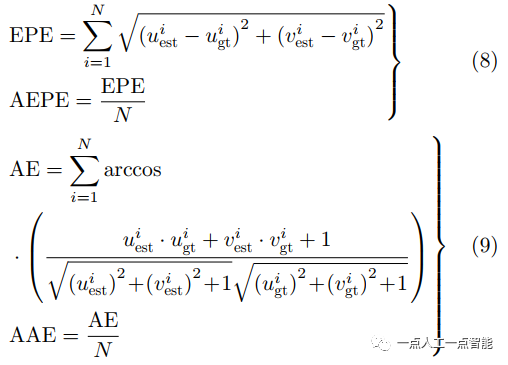 EPE = \sum_{i=1}^{N} \sqrt{(u_{est}^{i} - u_{gt}^{i})^{2} + (v_{est}^{i} - v_{gt}^{i})^{2}} (8)
AEPE = \frac{EPE}{N}
AE = \sum_{i=1}^{N} arccos
\cdot \left( \frac{u_{est}^{i} \cdot u_{gt}^{i} + v_{est}^{i} \cdot v_{gt}^{i} + 1}{\sqrt{(u_{est}^{i})^{2} + (v_{est}^{i})^{2} + 1} \sqrt{(u_{gt}^{i})^{2} + (v_{gt}^{i})^{2} + 1}} \right) (9)
AAE = \frac{AE}{N}
一点人工一点智能